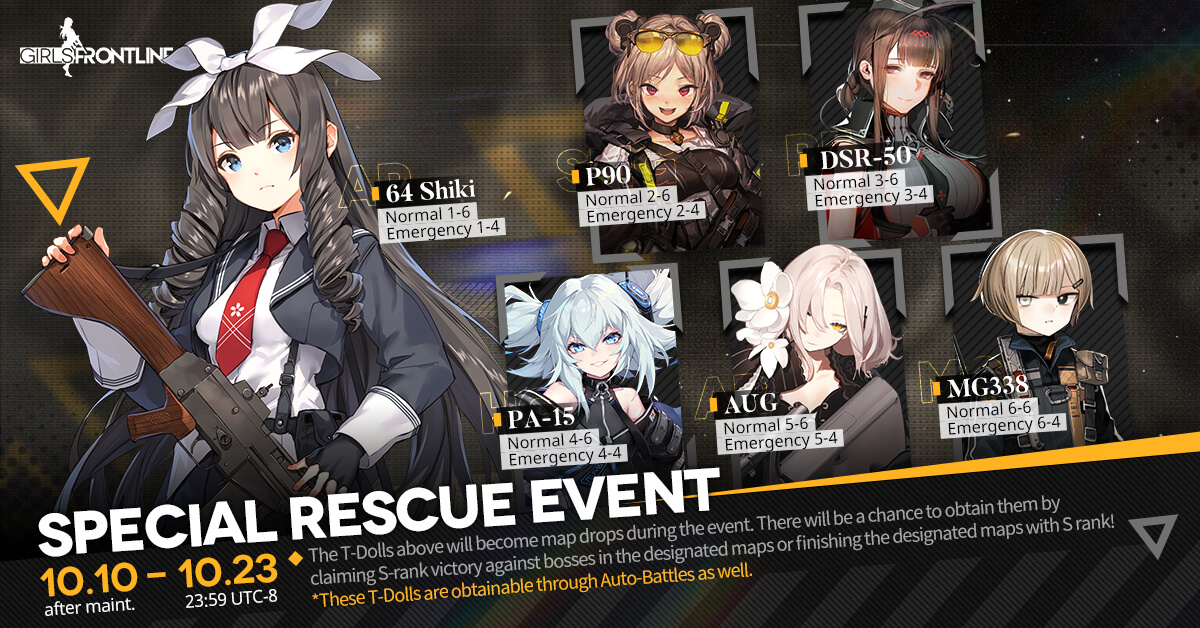 GIRLS FRONTLINE
64 Shiki
Normal 1-6
Emergency 1-4
P90
Normal 2-6
Emergency 2-4
DSR-50
Normal 3-6
Emergency 3-4
PA-15
Normal 4-6
Emergency 4-4
AUG
Normal 5-6
Emergency 5-4
MG338
Normal 6-6
Emergency 6-4
SPECIAL RESCUE EVENT
10.10 – 10.23
after maint.
23:59 UTC-8
The T-Dolls above will become map drops during the event. There will be a chance to obtain them by
claiming S-rank victory against bosses in the designated maps or finishing the designated maps with S rank!
*These T-Dolls are obtainable through Auto-Battles as well.